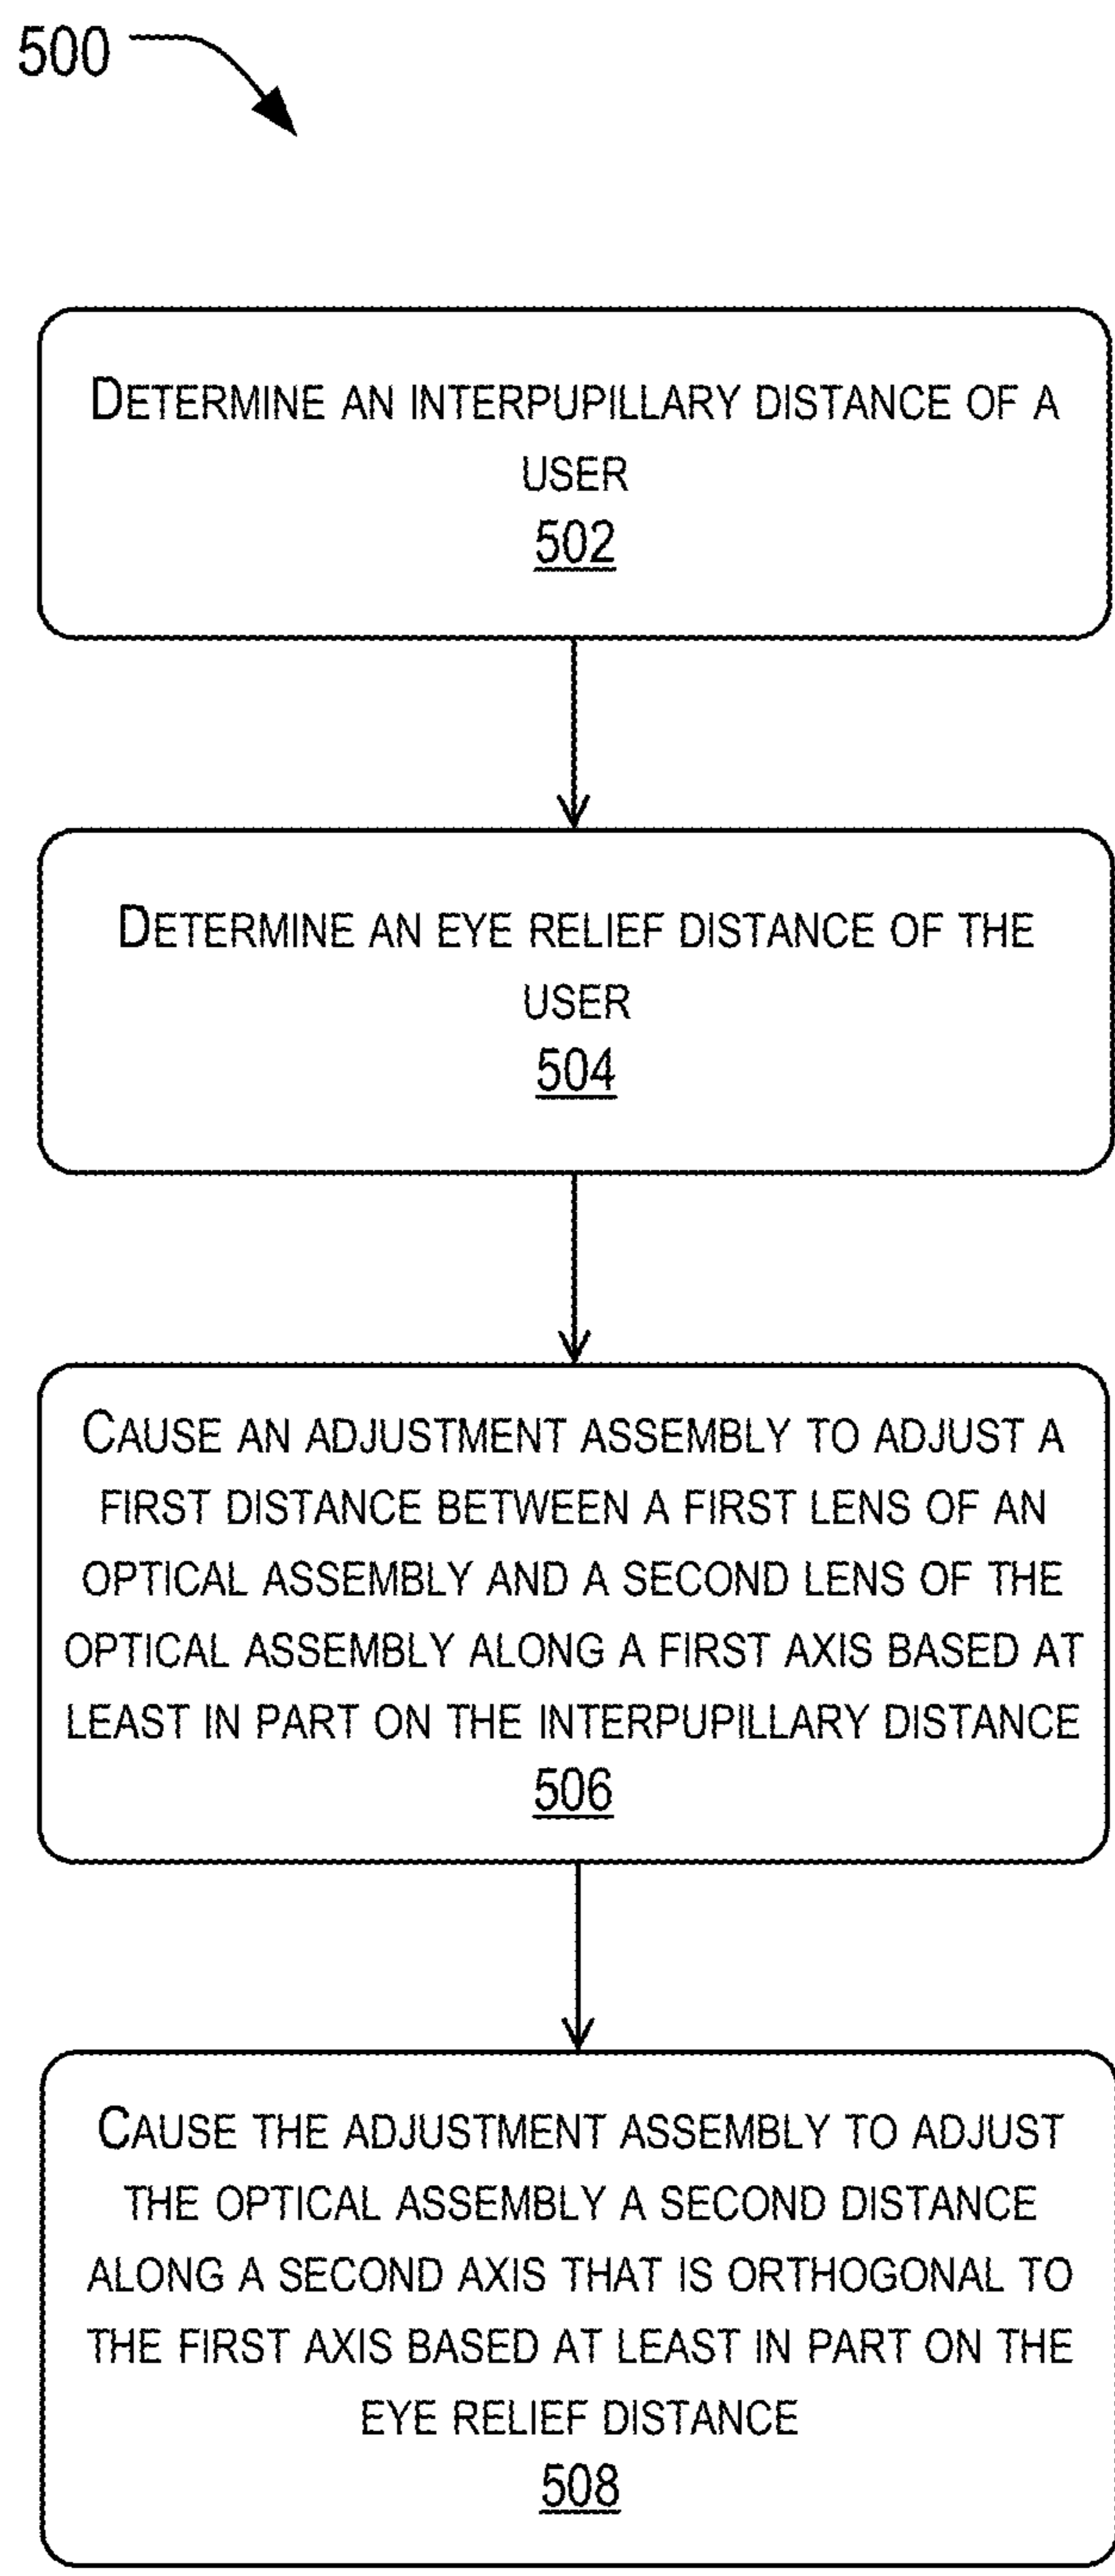 500
DETERMINE AN INTERPUPILLARY DISTANCE OF A
USER
502
DETERMINE AN EYE RELIEF DISTANCE OF THE
USER
504
CAUSE AN ADJUSTMENT ASSEMBLY TO ADJUST A
FIRST DISTANCE BETWEEN A FIRST LENS OF AN
OPTICAL ASSEMBLY AND A SECOND LENS OF THE
OPTICAL ASSEMBLY ALONG A FIRST AXIS BASED AT
LEAST IN PART ON THE INTERPUPILLARY DISTANCE
506
CAUSE THE ADJUSTMENT ASSEMBLY TO ADJUST
THE OPTICAL ASSEMBLY A SECOND DISTANCE
ALONG A SECOND AXIS THAT IS ORTHOGONAL TO
THE FIRST AXIS BASED AT LEAST IN PART ON THE
EYE RELIEF DISTANCE
508